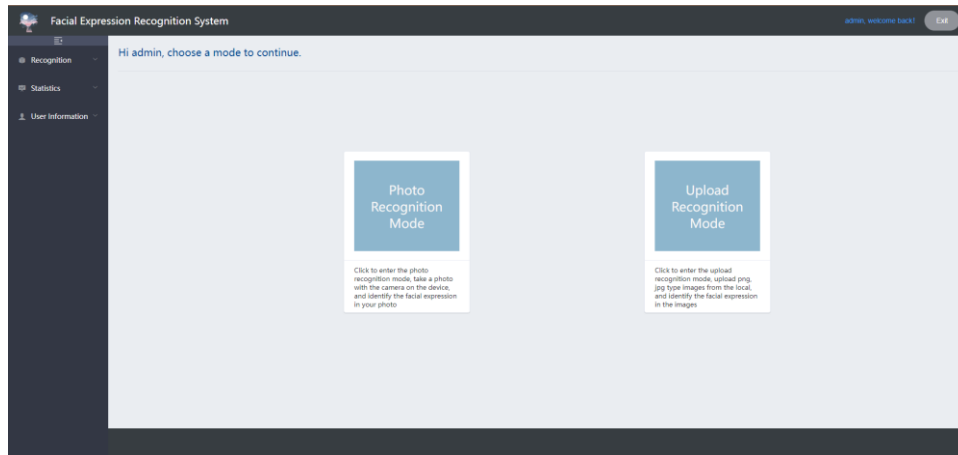 Facial Expression Recognition System
admin, welcome back!
Exit
Recognition
Statistics
User Information
Hi admin, choose a mode to continue.
Photo
Recognition
Mode
Click to enter the photo
recognition mode, take a photo
with the camera on the device,
and identify the facial expression
in your photo
Upload
Recognition
Mode
Click to enter the upload
recognition mode, upload png,
jpg type images from the local,
and identify the facial expression
in the images